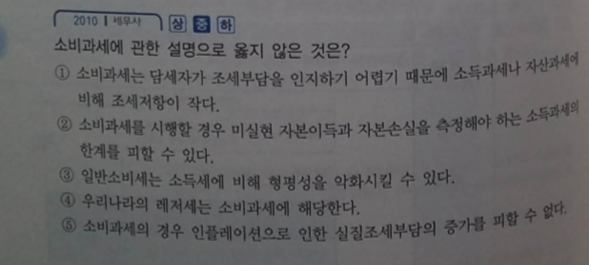 2010 | 세무사 상 중 하
소비과세에 관한 설명으로 옳지 않은 것은?
① 소비과세는 담세자가 조세부담을 인지하기 어렵기 때문에 소득과세나 자산과세에
비해 조세저항이 작다.
② 소비과세를 시행할 경우 미실현 자본이득과 자본손실을 측정해야 하는 소득과세의
한계를 피할 수 있다.
③ 일반소비세는 소득세에 비해 형평성을 악화시킬 수 있다.
④ 우리나라의 레저세는 소비과세에 해당한다.
⑤ 소비과세의 경우 인플레이션으로 인한 실질조세부담의 증가를 피할 수 없다.